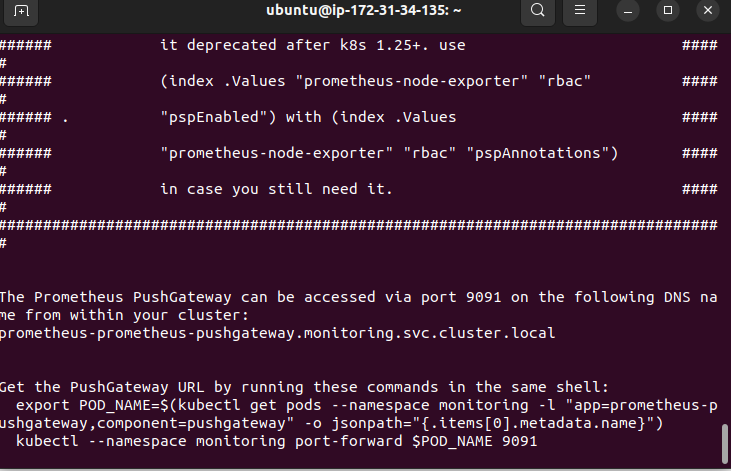 ubuntu@ip-172-31-34-135: ~
###### it deprecated after k8s 1.25+. use ####
#
###### (index .Values "prometheus-node-exporter" "rbac" ####
#
###### . "pspEnabled") with (index .Values ####
#
###### "prometheus-node-exporter" "rbac" "pspAnnotations") ####
#
###### in case you still need it. ####
#
################################################################################
#
The Prometheus PushGateway can be accessed via port 9091 on the following DNS na
me from within your cluster:
prometheus-prometheus-pushgateway.monitoring.svc.cluster.local
Get the PushGateway URL by running these commands in the same shell:
export POD_NAME=$(kubectl get pods --namespace monitoring -l "app=prometheus-p
ushgateway,component=pushgateway" -o jsonpath="{.items[0].metadata.name}")
kubectl --namespace monitoring port-forward $POD_NAME 9091